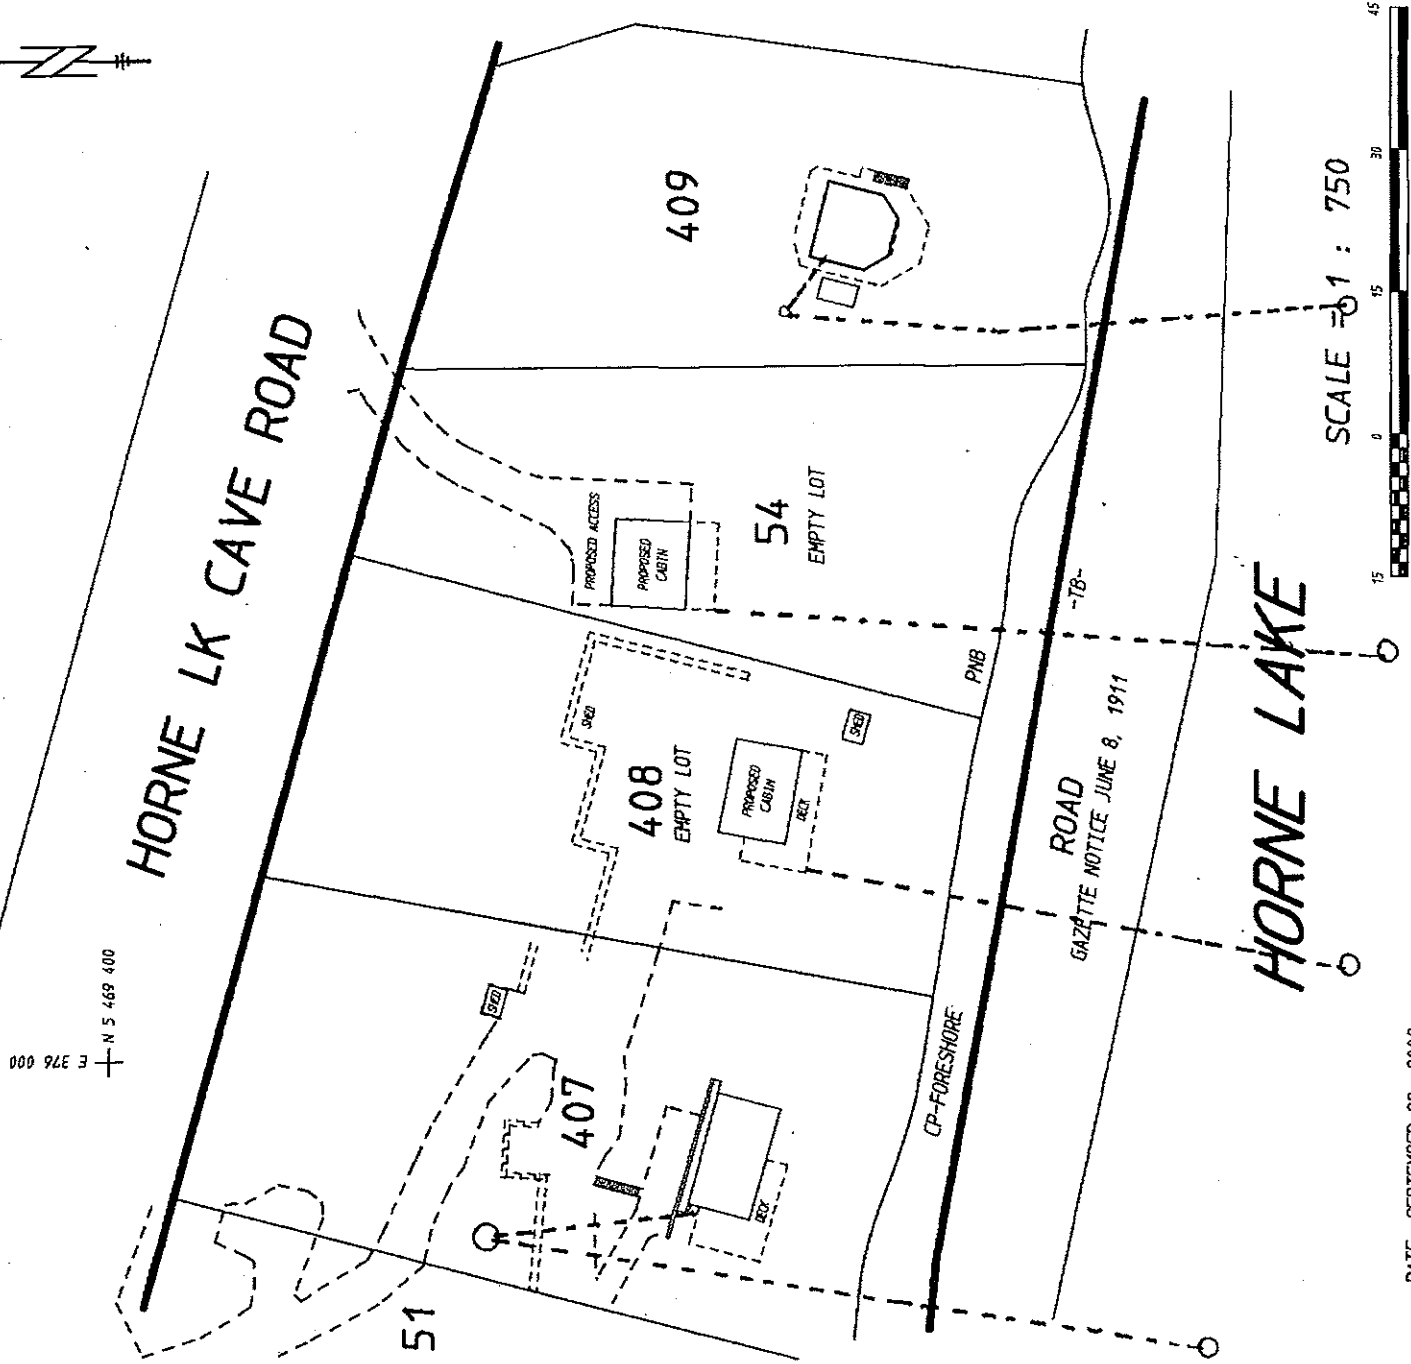 HORNE LK CAVE ROAD
E 376 000
N 5 469 400
409
54
EMPTY LOT
PROPOSED ACCESS
PROPOSED
CABIN
408
EMPTY LOT
SHED
PROPOSED
CABIN
DECK
SHED
407
SHED
DECK
51
PNB
-TB-
CP-FORESHORE
ROAD
GAZETTE NOTICE JUNE 8, 1911
HORNE LAKE
SCALE = 1 : 750
15 0 15 30 45